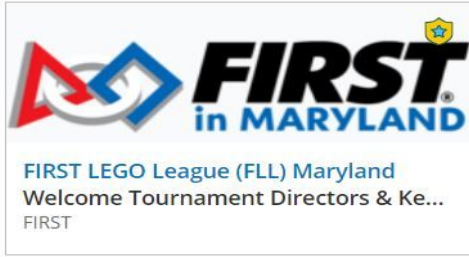 FIRST®
in MARYLAND
FIRST LEGO League (FLL) Maryland
Welcome Tournament Directors & Ke...
FIRST